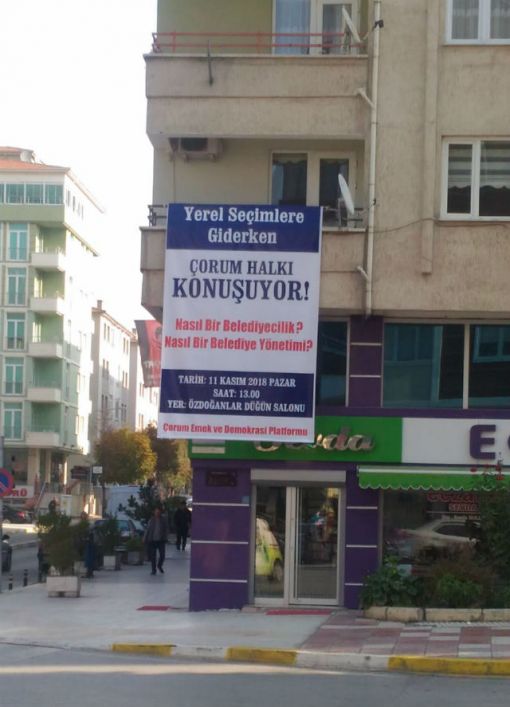 Yerel Seçimlere
Giderken
ÇORUM HALKI
KONUŞUYOR!
Nasıl Bir Belediyecilik?
Nasıl Bir Belediye Yönetimi?
TARİH: 11 KASIM 2018 PAZAR
SAAT: 13.00
YER: ÖZDOĞANLAR DÜĞÜN SALONU
Çorum Emek ve Demokrasi Platformu